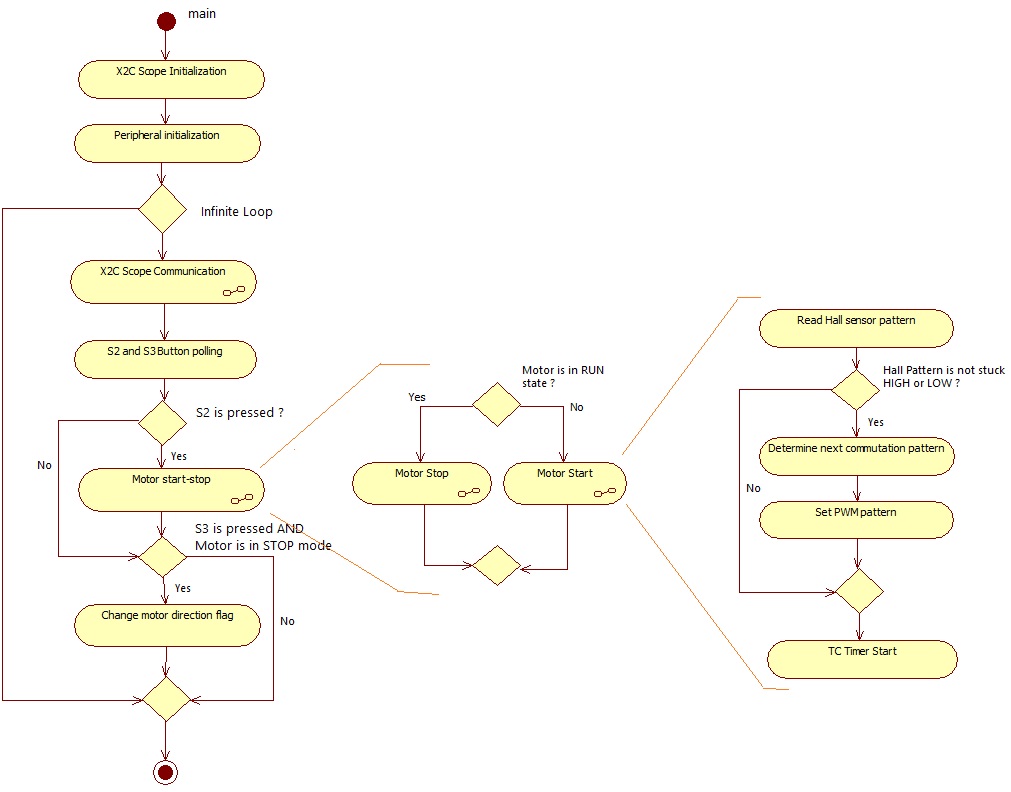 main
X2C Scope Initialization
Peripheral initialization
Infinite Loop
X2C Scope Communication
S2 and S3 Button polling
S2 is pressed ?
No
Yes
Motor start-stop
S3 is pressed AND
Motor is in STOP mode
Yes
Change motor direction flag
No
Motor is in RUN
state ?
Yes
No
Motor Stop
Motor Start
Read Hall sensor pattern
Hall Pattern is not stuck
HIGH or LOW ?
Yes
Determine next commutation pattern
No
Set PWM pattern
TC Timer Start